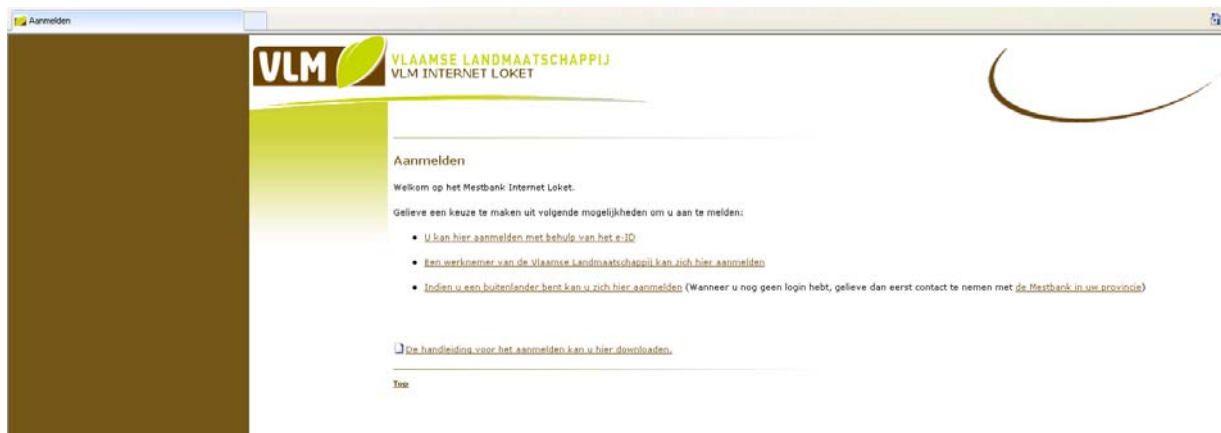 Aanmelden
VLM
VLAAMSE LANDMAATSCHAPPIJ
VLM INTERNET LOKET
Aanmelden
Welkom op het Mestbank Internet Loket.
Gelieve een keuze te maken uit volgende mogelijkheden om u aan te melden:
• U kan hier aanmelden met behulp van het e-ID
• Een werknemer van de Vlaamse Landmaatschappij kan zich hier aanmelden
• Indien u een buitenlander bent kan u zich hier aanmelden (Wanneer u nog geen login hebt, gelieve dan eerst contact te nemen met de Mestbank in uw provincie)
De handleiding voor het aanmelden kan u hier downloaden.
Top